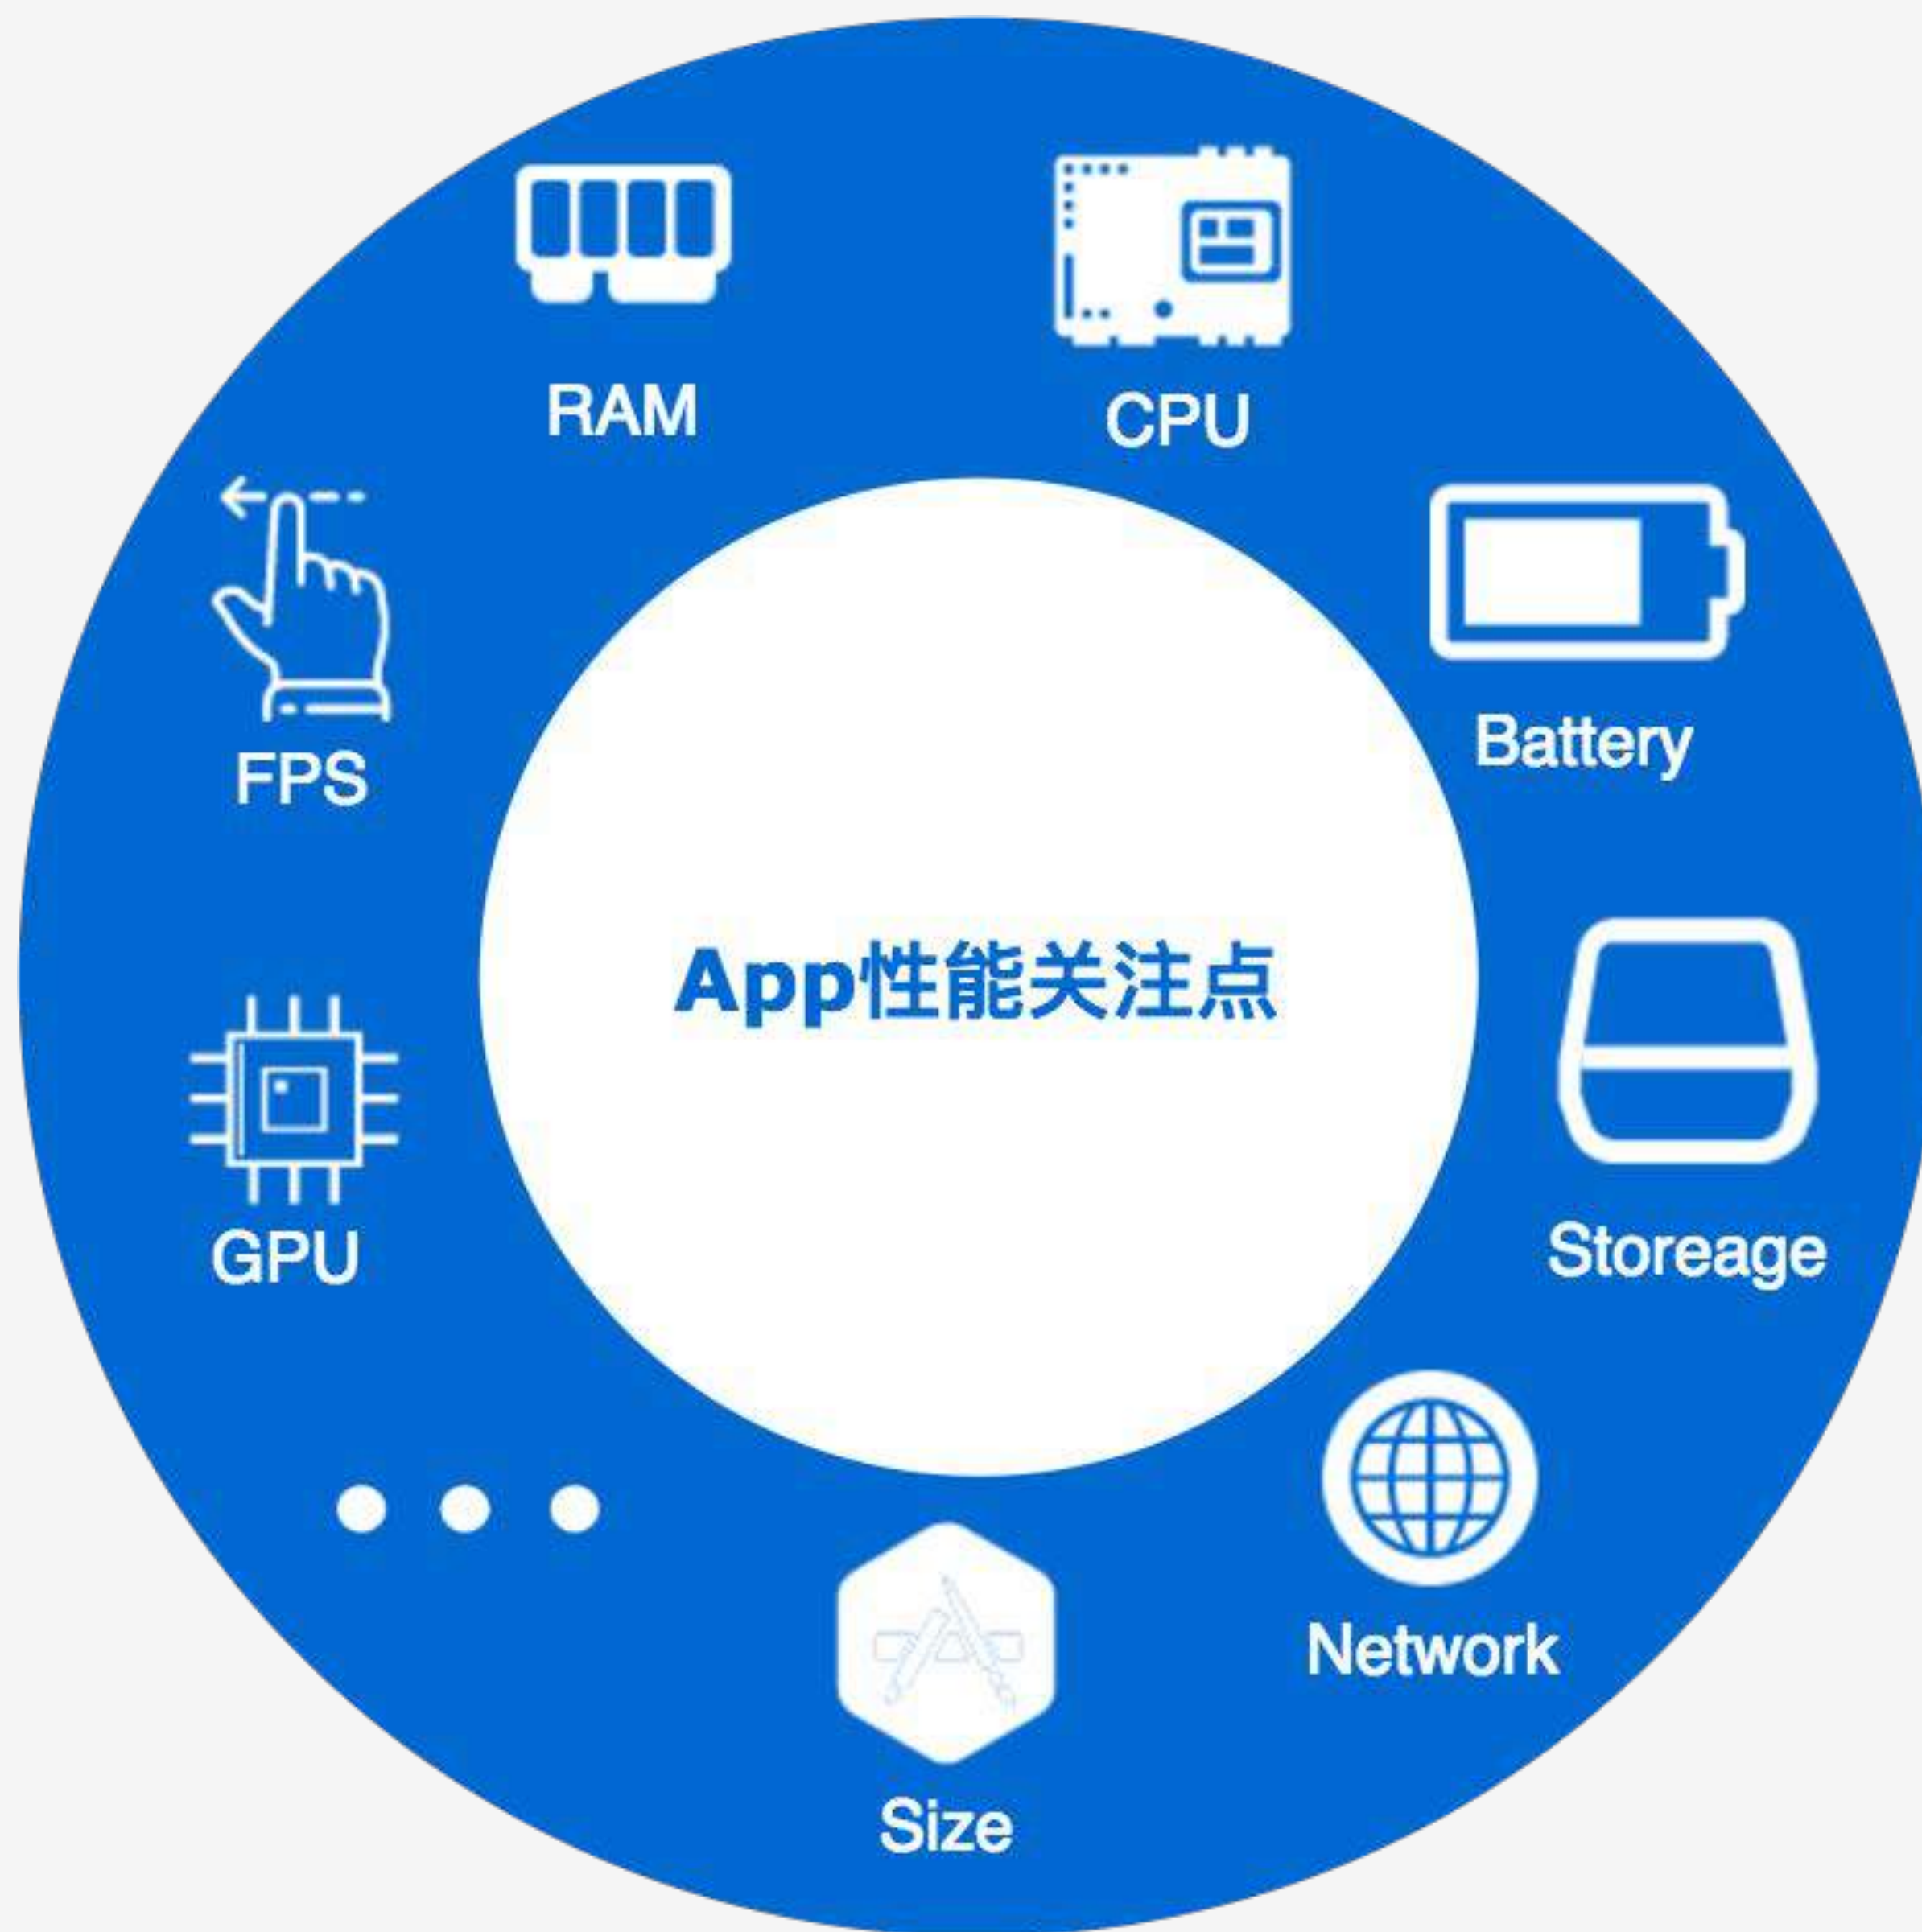 RAM
CPU
FPS
Battery
App性能关注点
GPU
Storeage
Network
Size